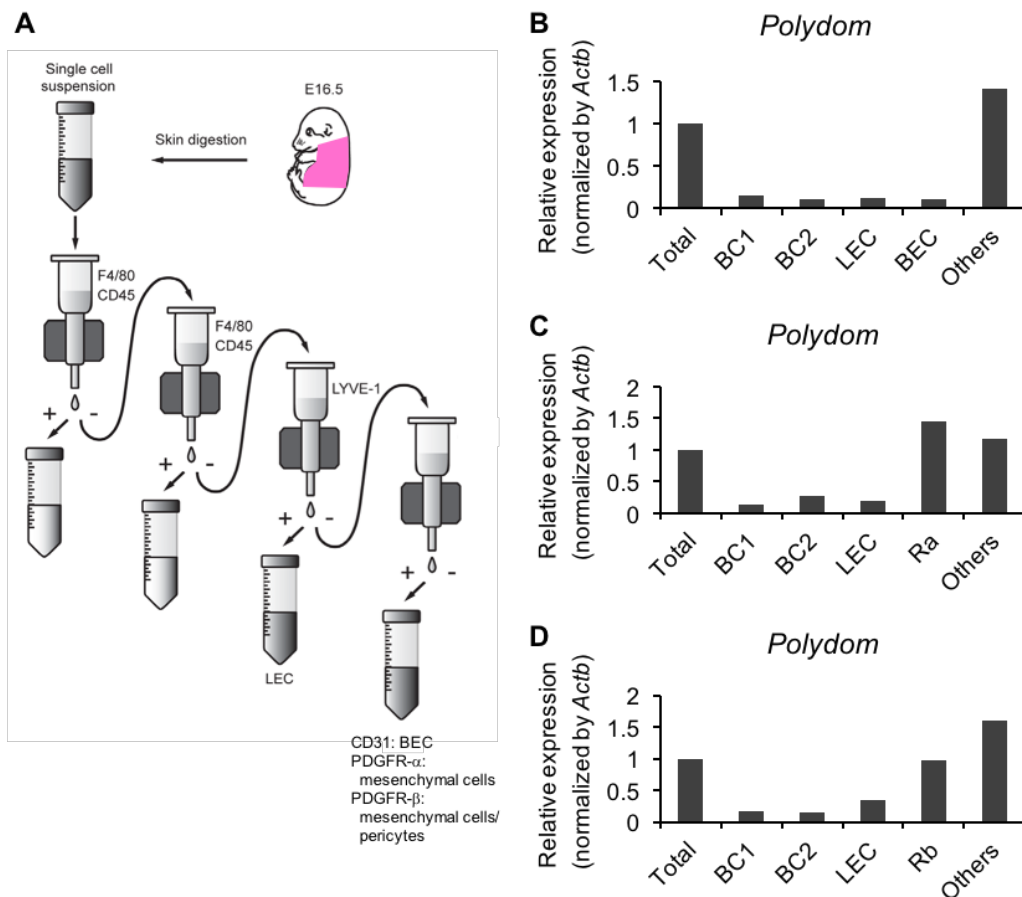 A
Single cell
suspension
E16.5
Skin digestion
F4/80
CD45
F4/80
CD45
LYVE-1
+ -
+ -
+ -
+ -
LEC
CD31: BEC
PDGFR-α:
mesenchymal cells
PDGFR-β:
mesenchymal cells/
pericytes
B
Polydom
Relative expression
(normalized by Actb)
1.5
1
0.5
0
Total
BC1
BC2
LEC
BEC
Others
C
Polydom
Relative expression
(normalized by Actb)
2
1.5
1
0.5
0
Total
BC1
BC2
LEC
Ra
Others
D
Polydom
Relative expression
(normalized by Actb)
2
1.5
1
0.5
0
Total
BC1
BC2
LEC
Rb
Others